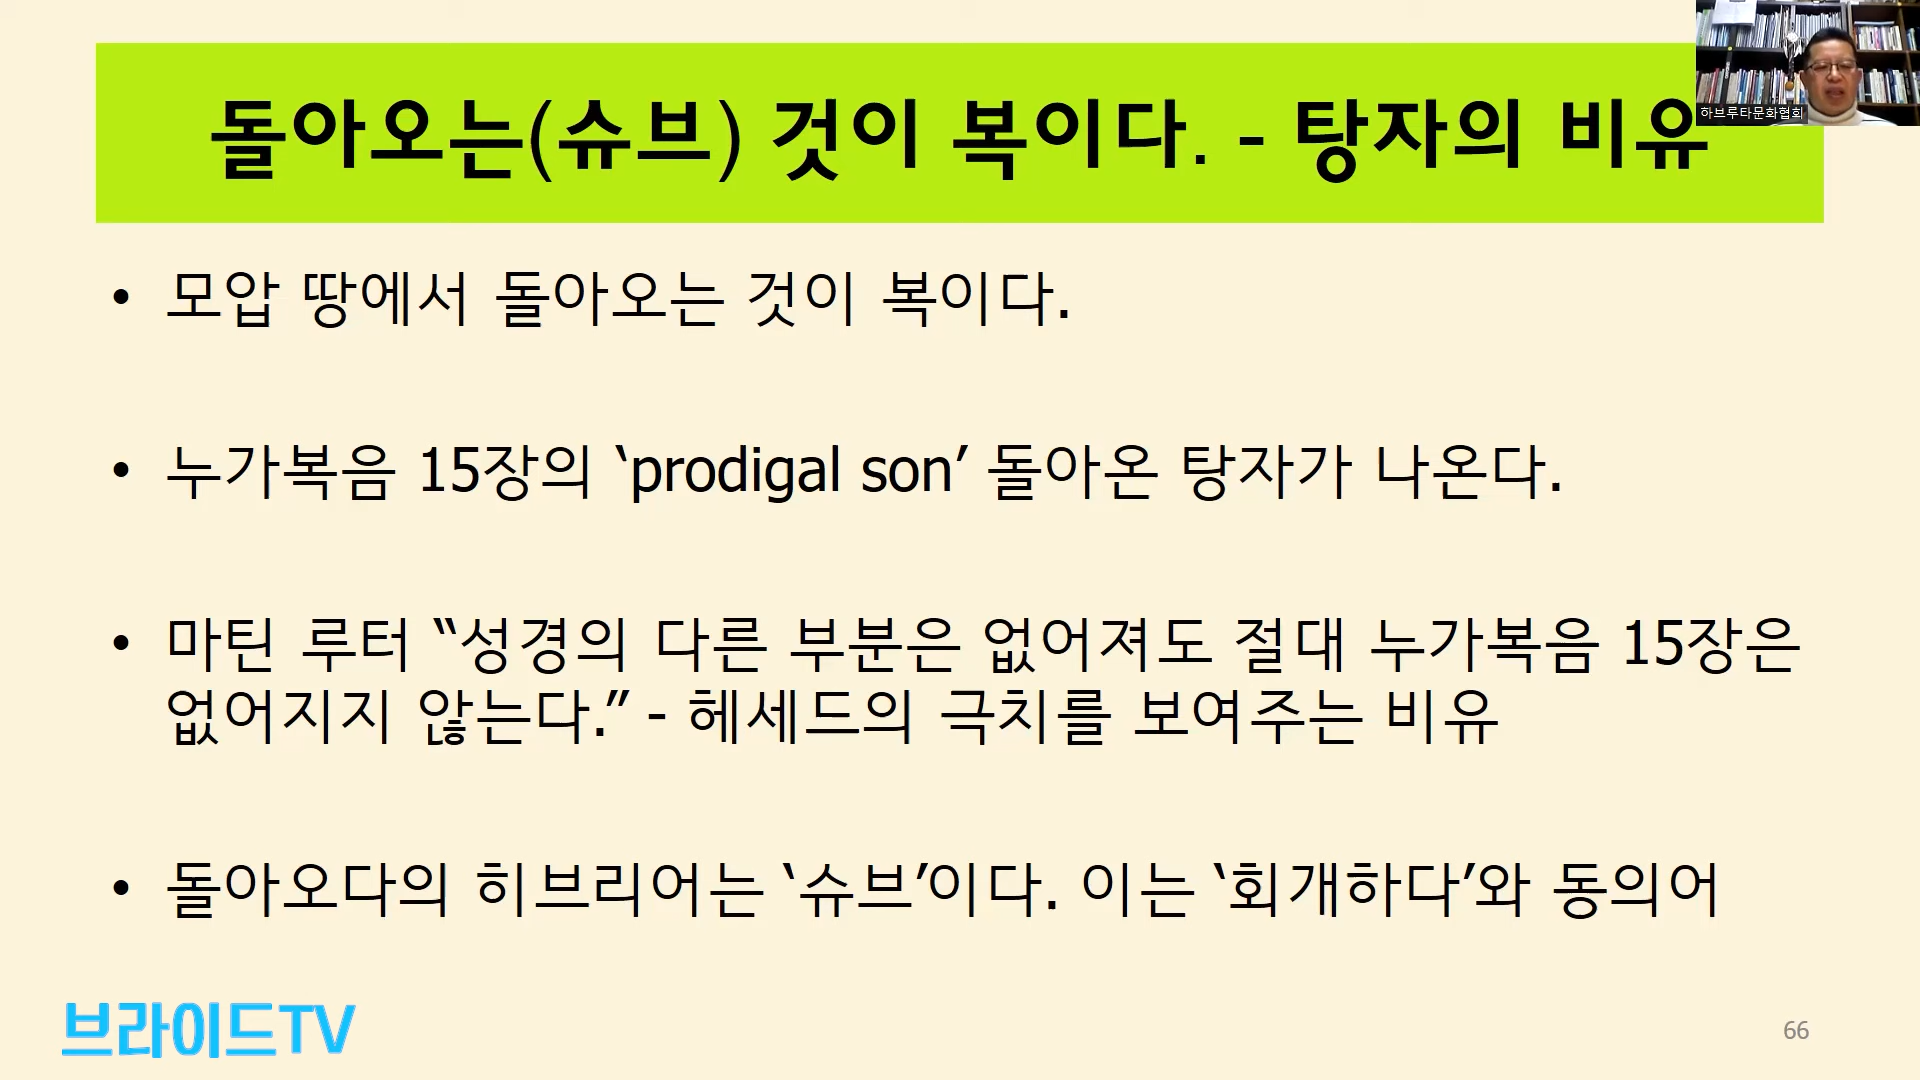 돌아오는(슈브) 것이 복이다. - 탕자의 비유
하브루타문화협회
• 모압 땅에서 돌아오는 것이 복이다.
• 누가복음 15장의 ‘prodigal son’ 돌아온 탕자가 나온다.
• 마틴 루터 “성경의 다른 부분은 없어져도 절대 누가복음 15장은
없어지지 않는다.” - 헤세드의 극치를 보여주는 비유
• 돌아오다의 히브리어는 ‘슈브’이다. 이는 ‘회개하다’와 동의어
브라이드TV
66